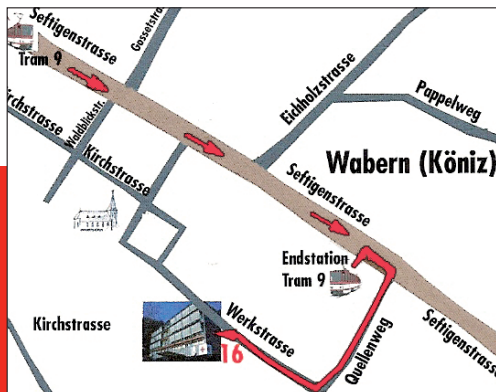 Seftigenstrasse
Gossetstrasse
Tram 9
Waldblickstr.
Kirchstrasse
Kirchstrasse
Eichholzstrasse
Pappelweg
Wabern (Köniz)
Seftigenstrasse
Endstation
Tram 9
Kirchstrasse
Werkstrasse
16
Quellenweg
Seftigenstrasse